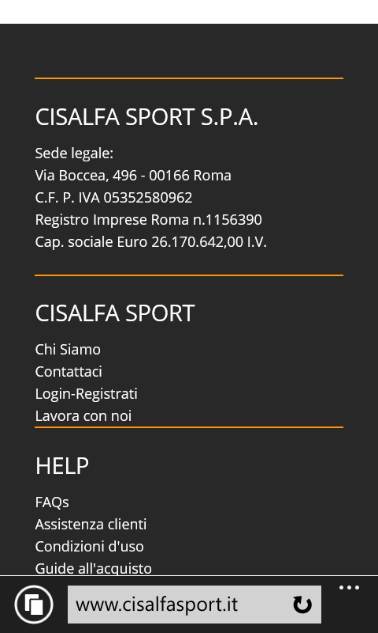 CISALFA SPORT S.P.A.
Sede legale:
Via Boccea, 496 - 00166 Roma
C.F. P. IVA 05352580962
Registro Imprese Roma n.1156390
Cap. sociale Euro 26.170.642,00 I.V.
CISALFA SPORT
Chi Siamo
Contattaci
Login-Registrati
Lavora con noi
HELP
FAQs
Assistenza clienti
Condizioni d'uso
Guide all'acquisto
www.cisalfasport.it